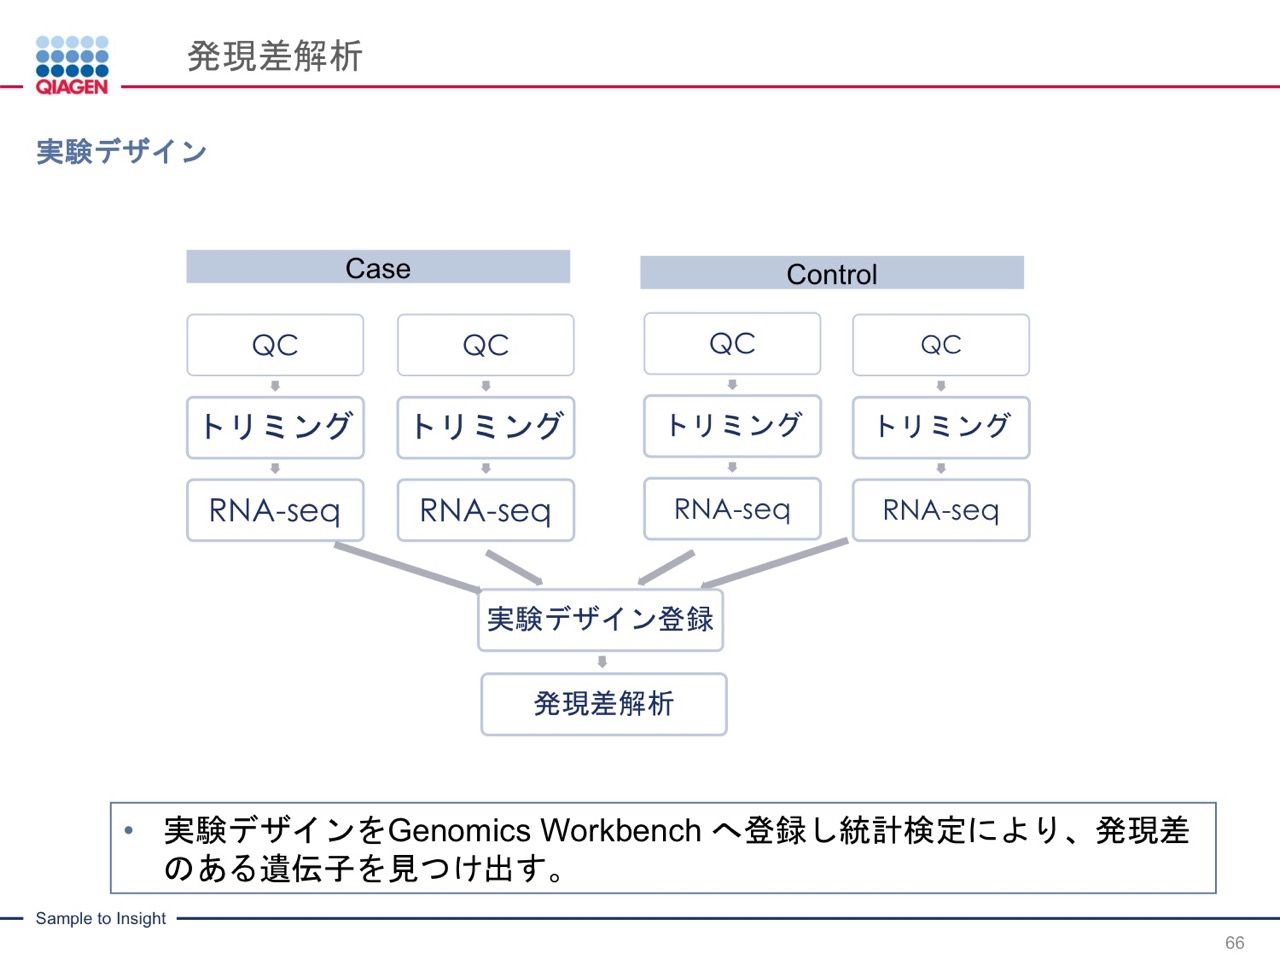 QIAGEN
発現差解析
実験デザイン
Case
Control
QC
QC
QC
QC
トリミング
トリミング
トリミング
トリミング
RNA-seq
RNA-seq
RNA-seq
RNA-seq
実験デザイン登録
発現差解析
• 実験デザインをGenomics Workbench へ登録し統計検定により、発現差
のある遺伝子を見つけ出す。
Sample to Insight
66